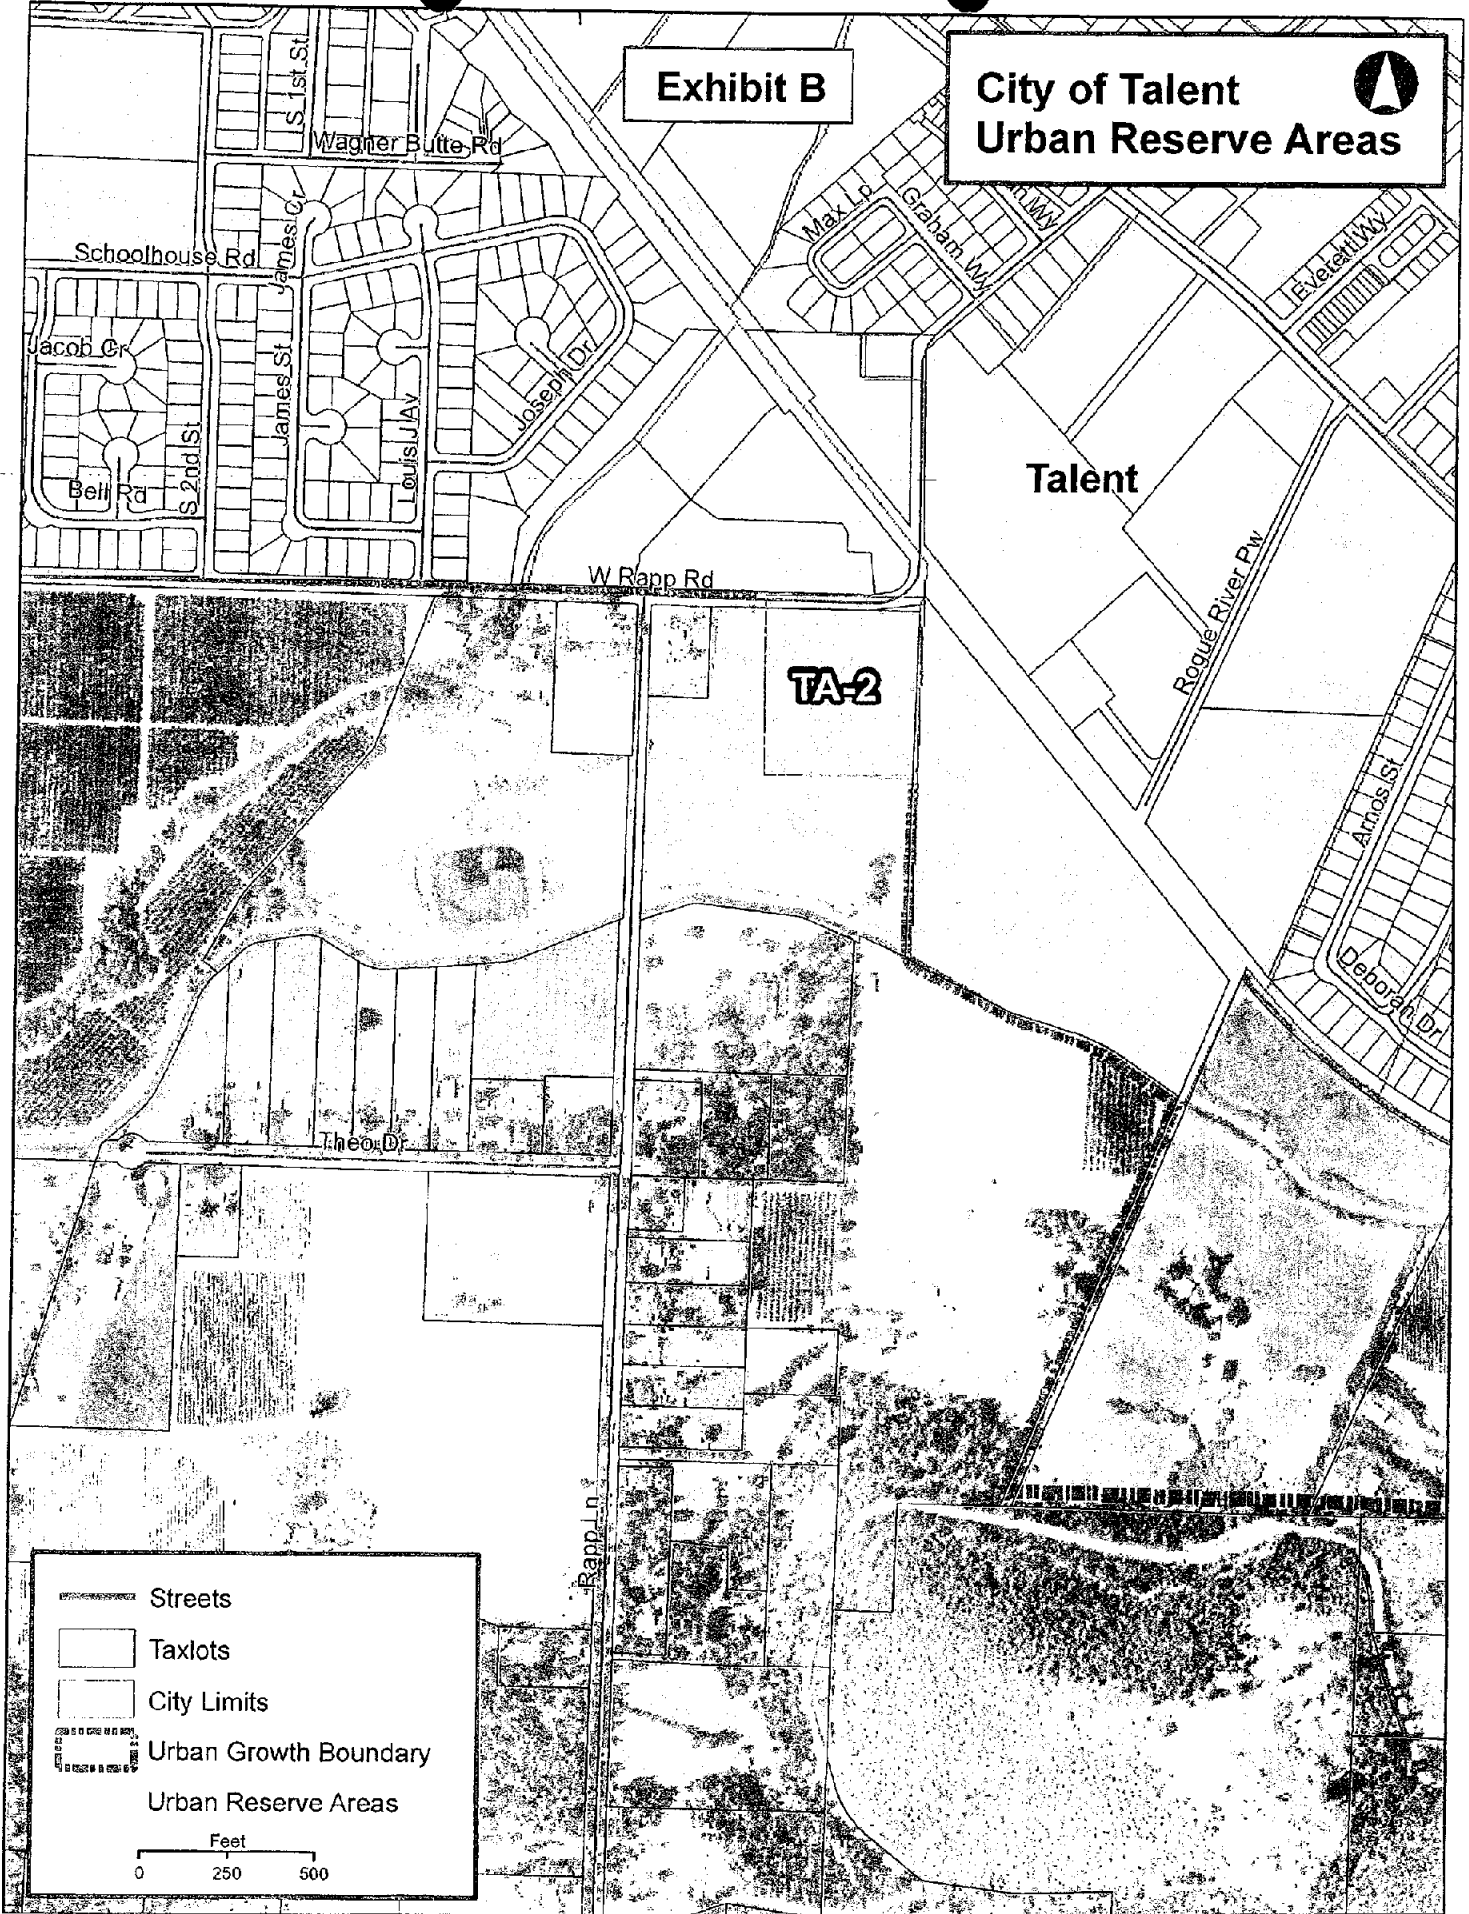 Exhibit B
City of Talent
Urban Reserve Areas
S 1st St
Wagner Butte Rd
James Cr
Schoolhouse Rd
Max Lp
Graham Wy
Wy
Everett Wy
Jacob Cr
James St
Joseph Dr
Louis J Av
S 2nd St
Bell Rd
Talent
W Rapp Rd
Rogue River Pw
TA-2
Arnos St
Deborah Dr
Theo Dr
Rapp Ln
Streets
Taxlots
City Limits
Urban Growth Boundary
Urban Reserve Areas
Feet
0 250 500